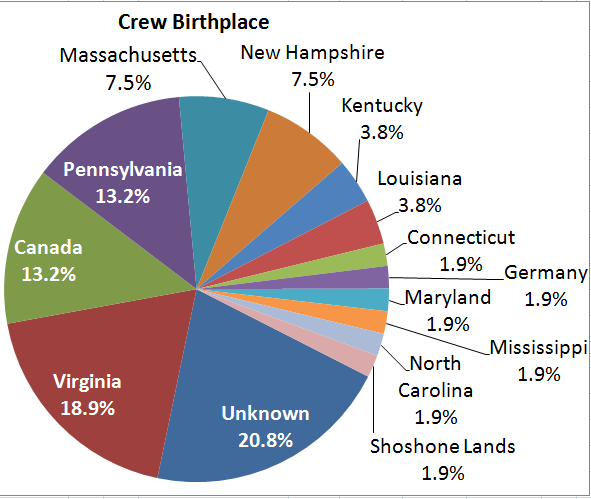 Crew Birthplace
Massachusetts
7.5%
New Hampshire
7.5%
Kentucky
3.8%
Louisiana
3.8%
Connecticut
1.9%
Germany
1.9%
Maryland
1.9%
Mississippi
1.9%
North
Carolina
1.9%
Shoshone Lands
1.9%
Unknown
20.8%
Virginia
18.9%
Canada
13.2%
Pennsylvania
13.2%